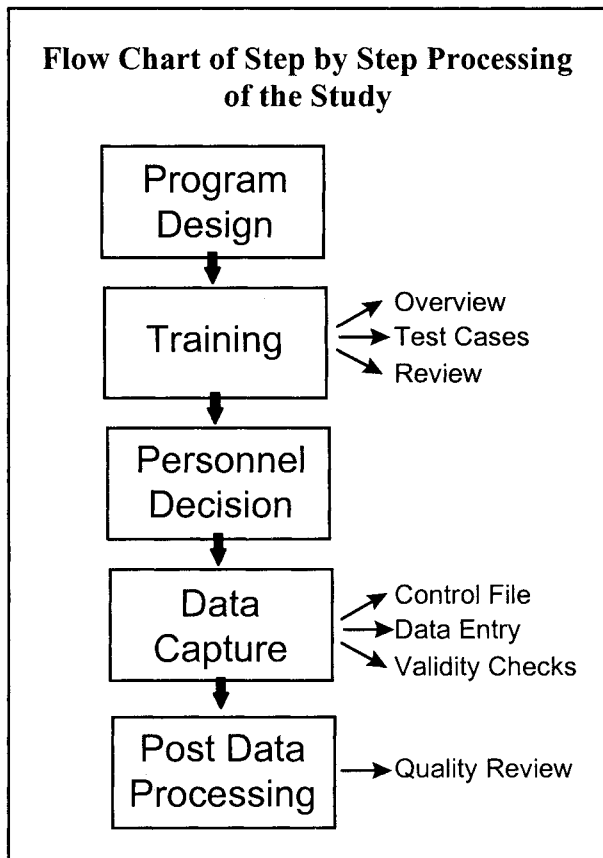 Flow Chart of Step by Step Processing
of the Study
Program
Design
Training
Overview
Test Cases
Review
Personnel
Decision
Data
Capture
Control File
Data Entry
Validity Checks
Post Data
Processing
Quality Review